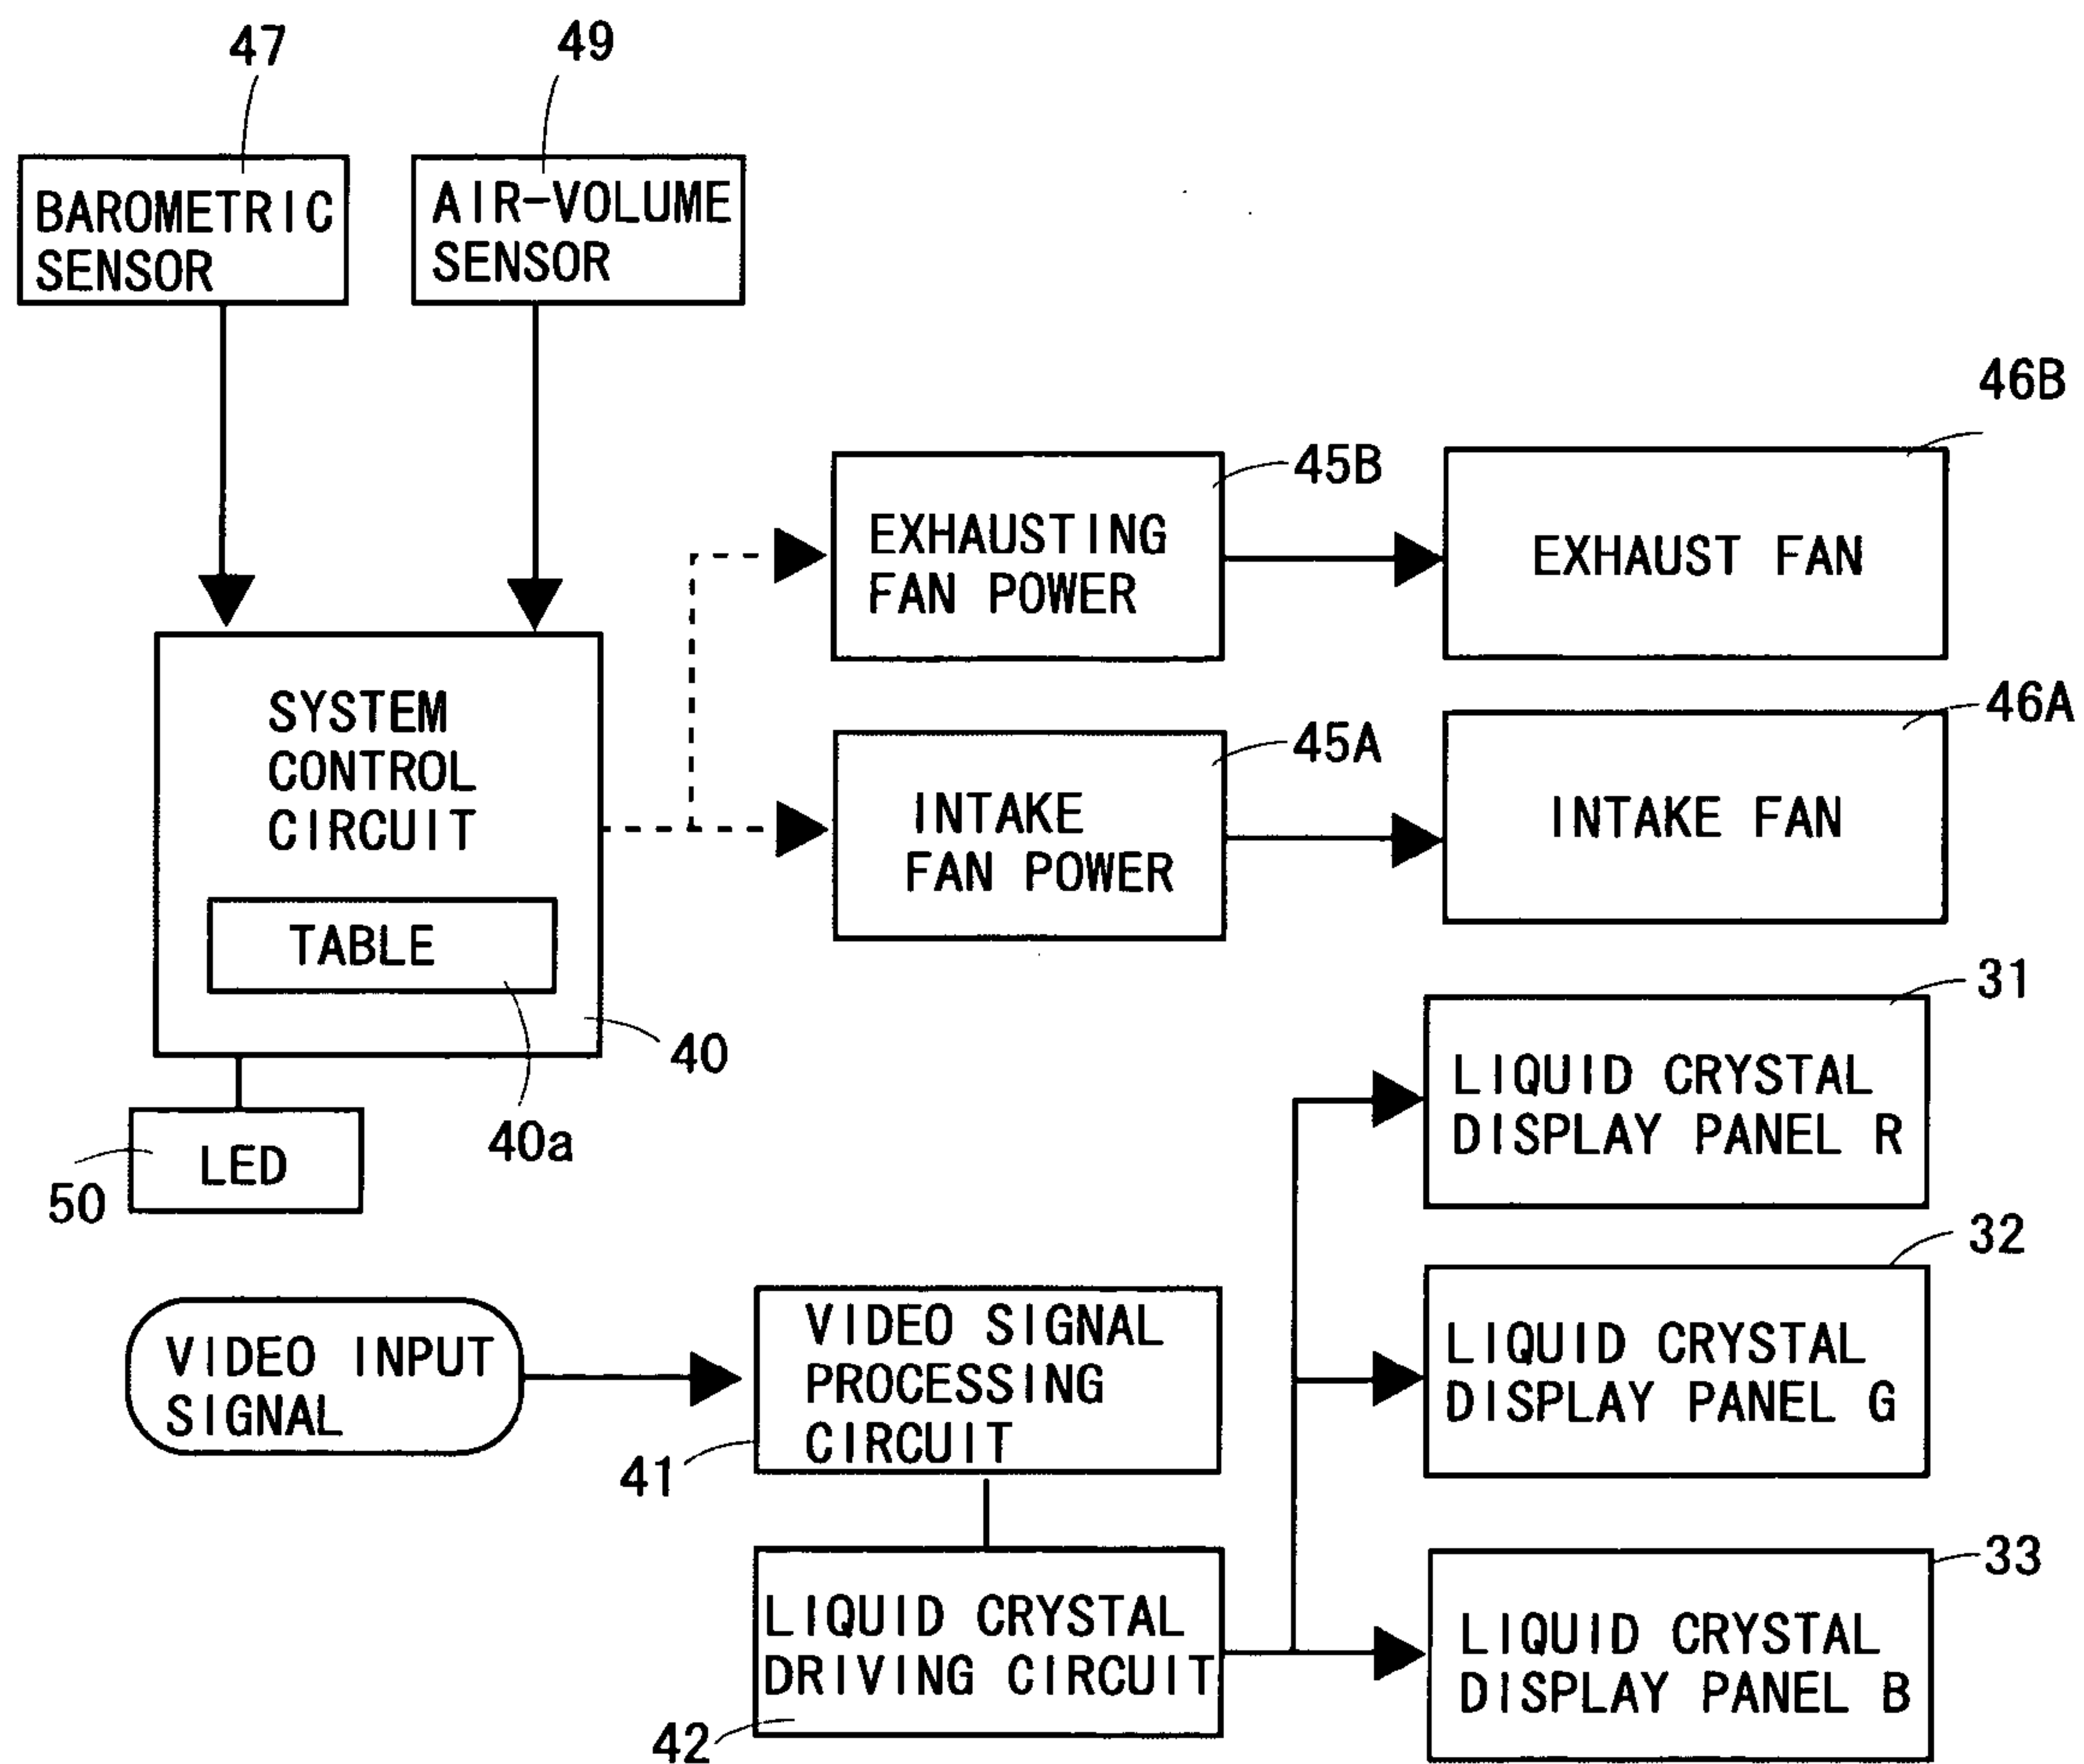 47
49
BAROMETRIC
SENSOR
AIR-VOLUME
SENSOR
46B
45B
EXHAUSTING
FAN POWER
EXHAUST FAN
SYSTEM
CONTROL
CIRCUIT
46A
45A
INTAKE
FAN POWER
INTAKE FAN
TABLE
40
40a
LED
50
31
LIQUID CRYSTAL
DISPLAY PANEL R
32
VIDEO INPUT
SIGNAL
VIDEO SIGNAL
PROCESSING
CIRCUIT
41
LIQUID CRYSTAL
DISPLAY PANEL G
33
LIQUID CRYSTAL
DRIVING CIRCUIT
42
LIQUID CRYSTAL
DISPLAY PANEL B